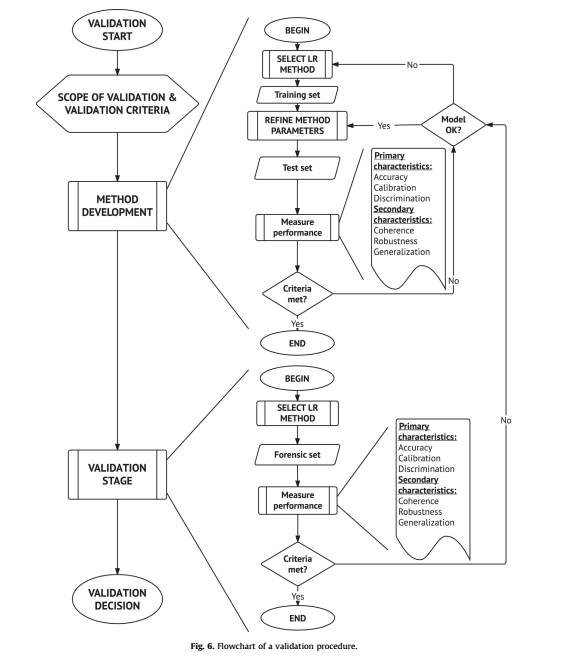 VALIDATION
START
SCOPE OF VALIDATION &
VALIDATION CRITERIA
METHOD
DEVELOPMENT
VALIDATION
STAGE
VALIDATION
DECISION
BEGIN
SELECT LR
METHOD
No
Training set
REFINE METHOD
PARAMETERS
Yes
Model
OK?
Test set
Primary
characteristics:
Accuracy
Calibration
Discrimination
Secondary
characteristics:
Coherence
Robustness
Generalization
Measure
performance
Criteria
met?
No
Yes
END
BEGIN
SELECT LR
METHOD
No
Forensic set
Primary
characteristics:
Accuracy
Calibration
Discrimination
Secondary
characteristics:
Coherence
Robustness
Generalization
Measure
performance
Criteria
met?
Yes
END
Fig. 6. Flowchart of a validation procedure.